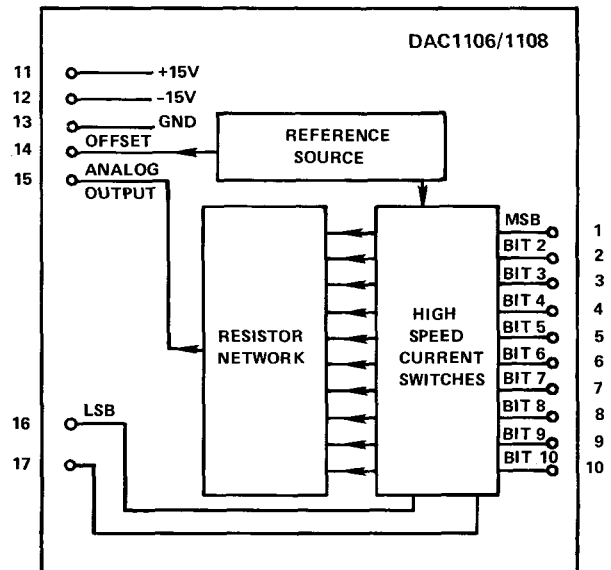 DAC1106/1108
11 +15V
12 -15V
13 GND
14 OFFSET
15 ANALOG
OUTPUT
REFERENCE
SOURCE
MSB 1
BIT 2 2
BIT 3 3
BIT 4 4
BIT 5 5
BIT 6 6
BIT 7 7
BIT 8 8
BIT 9 9
BIT 10 10
RESISTOR
NETWORK
HIGH
SPEED
CURRENT
SWITCHES
16 LSB
17